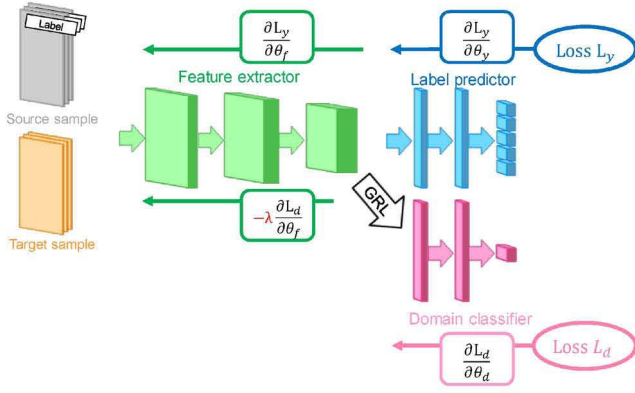 Label
Source sample
Target sample
∂L_y
∂θ_f
Feature extractor
∂L_y
∂θ_y
Loss L_y
Label predictor
−λ ∂L_d
∂θ_f
GRL
Domain classifier
∂L_d
∂θ_d
Loss L_d